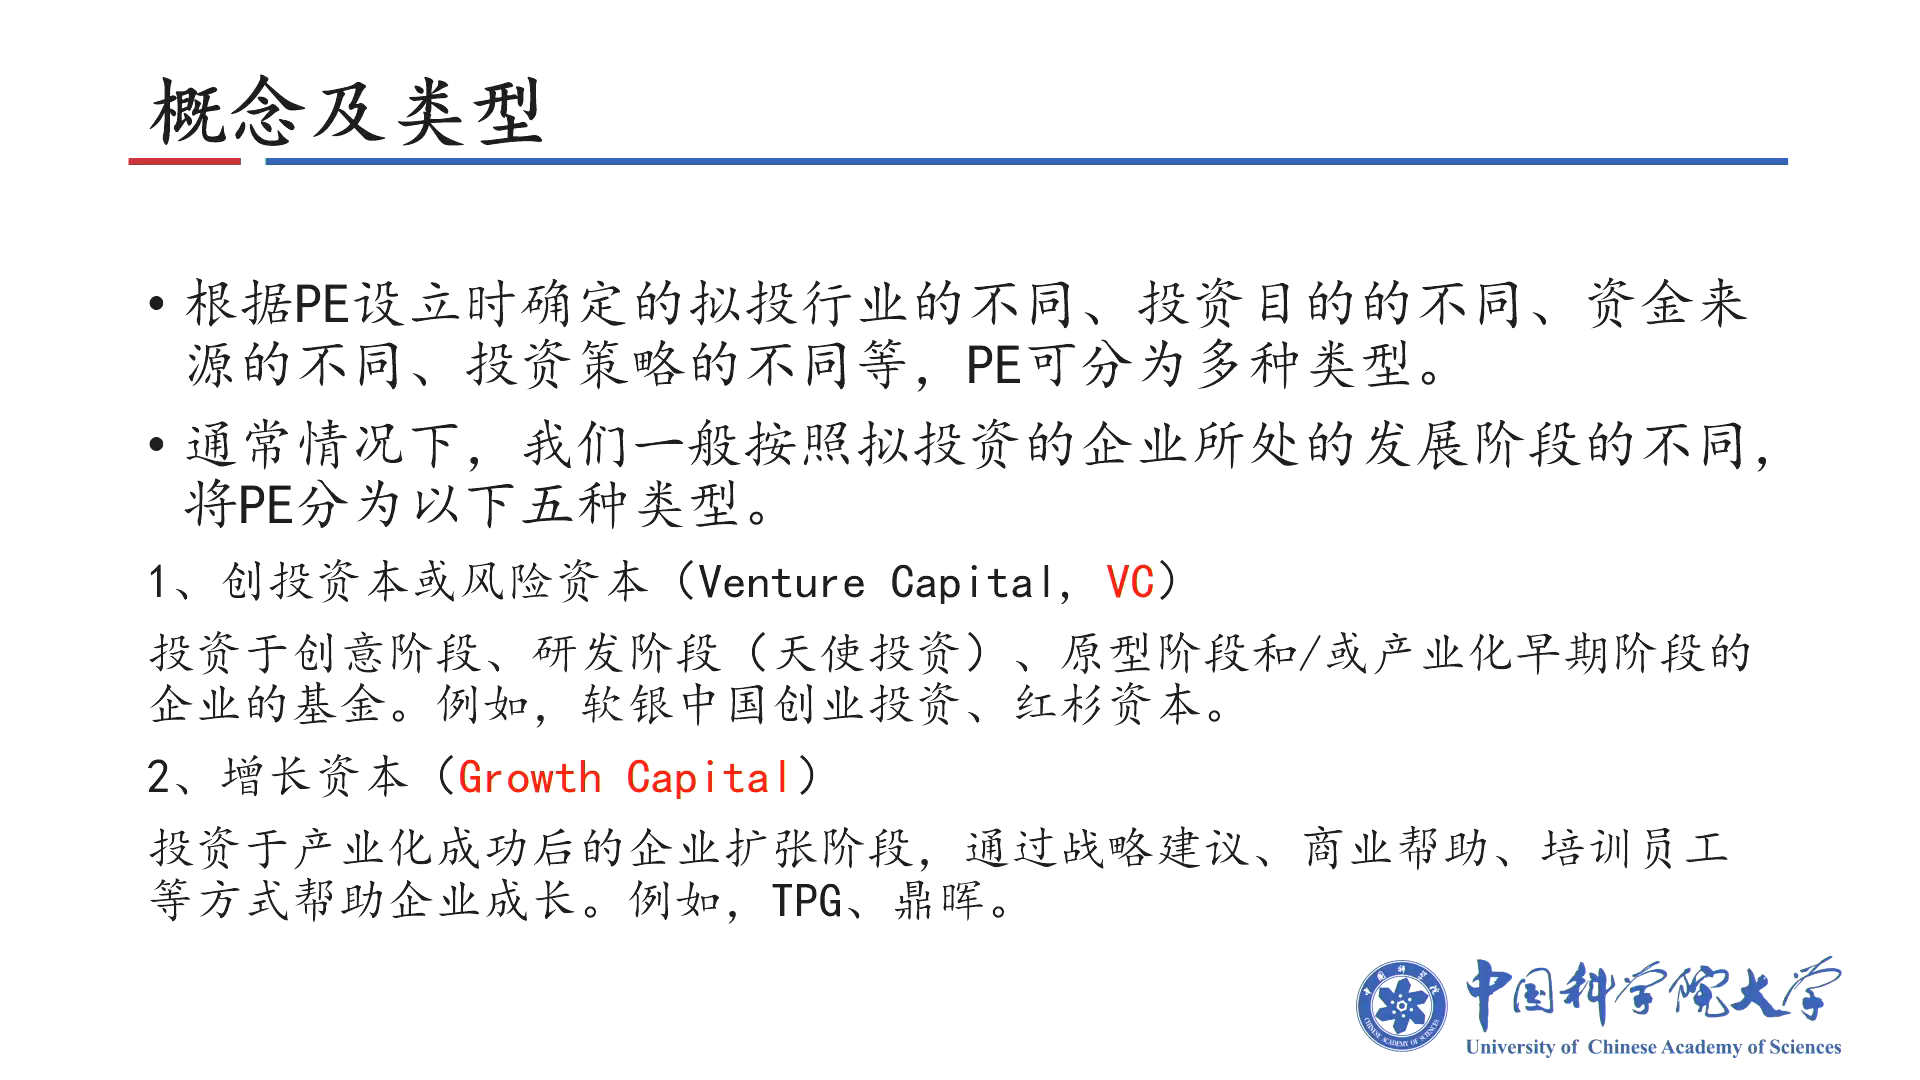 概念及类型
• 根据PE设立时确定的拟投行业的不同、投资目的的不同、资金来
源的不同、投资策略的不同等，PE可分为多种类型。
• 通常情况下，我们一般按照拟投资的企业所处的发展阶段的不同，
将PE分为以下五种类型。
1、创投资本或风险资本（Venture Capital, VC）
投资于创意阶段、研发阶段（天使投资）、原型阶段和/或产业化早期阶段的
企业的基金。例如，软银中国创业投资、红杉资本。
2、增长资本（Growth Capital）
投资于产业化成功后的企业扩张阶段，通过战略建议、商业帮助、培训员工
等方式帮助企业成长。例如，TPG、鼎晖。
中国科学院
CHINESE ACADEMY OF SCIENCES
中国科学院大学
University of Chinese Academy of Sciences